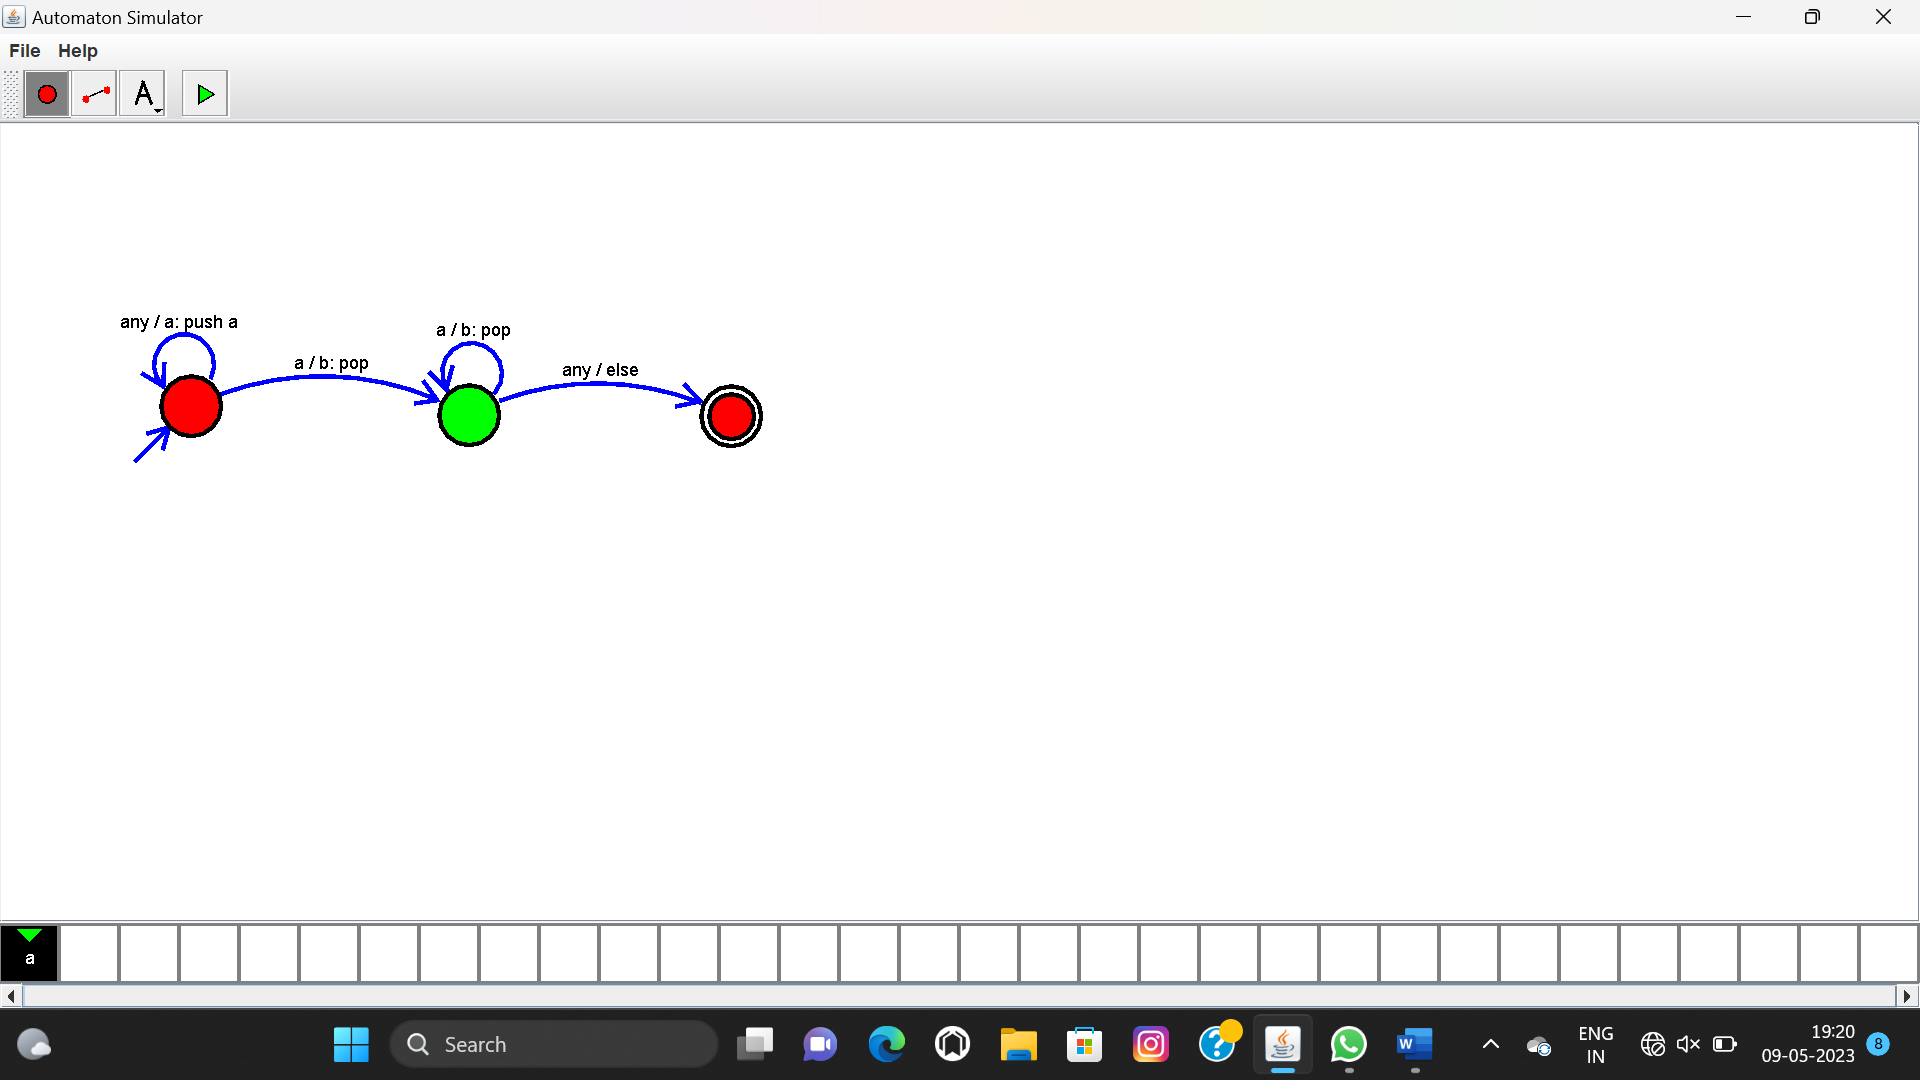 Automaton Simulator
File Help
A
any / a: push a
a / b: pop
a / b: pop
any / else
a
Search
W
ENG
IN
19:20
09-05-2023
8